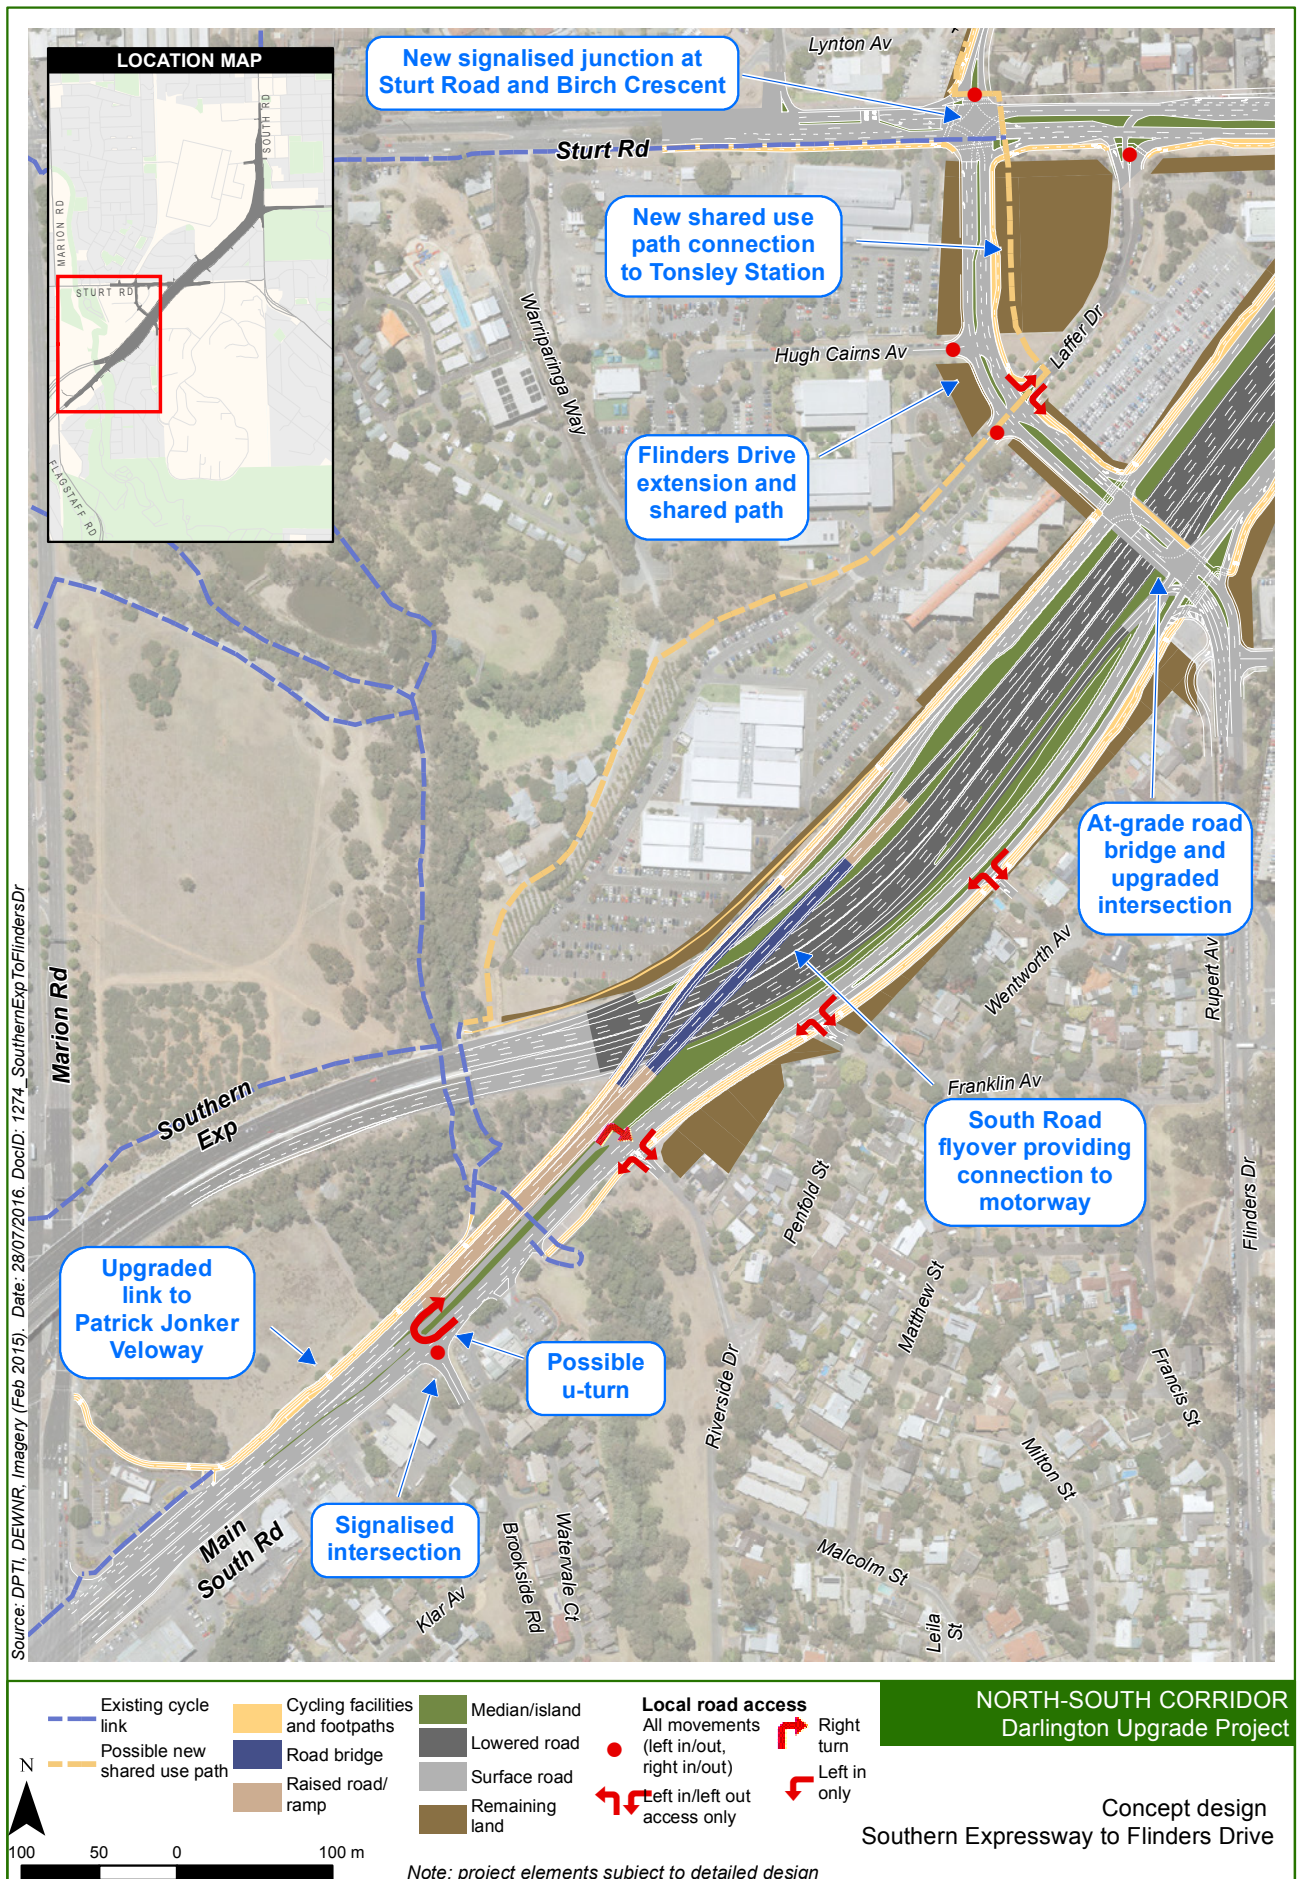 LOCATION MAP
SOUTH RD
MARION RD
STURT RD
FLAGSTAFF RD
Lynton Av
New signalised junction at
Sturt Road and Birch Crescent
Sturt Rd
New shared use
path connection
to Tonsley Station
Warriparinga Way
Hugh Cairns Av
Laffer Dr
Flinders Drive
extension and
shared path
At-grade road
bridge and
upgraded
intersection
Wentworth Av
Rupert Av
Marion Rd
Southern
Exp
Franklin Av
South Road
flyover providing
connection to
motorway
Penfold St
Flinders Dr
Matthew St
Upgraded
link to
Patrick Jonker
Veloway
Possible
u-turn
Riverside Dr
Francis St
Milton St
Signalised
intersection
Main
South Rd
Klar Av
Brookside Rd
Watervale Ct
Malcolm St
Leila
St
Source: DPTI, DEWNR, Imagery (Feb 2015). Date: 28/07/2016. DocID: 1274_SouthernExpToFlindersDr
Existing cycle
link
Possible new
shared use path
Cycling facilities
and footpaths
Road bridge
Raised road/
ramp
Median/island
Lowered road
Surface road
Remaining
land
Local road access
All movements
(left in/out,
right in/out)
Left in/left out
access only
Right
turn
Left in
only
NORTH-SOUTH CORRIDOR
Darlington Upgrade Project
Concept design
Southern Expressway to Flinders Drive
N
100 50 0 100 m
Note: project elements subject to detailed design